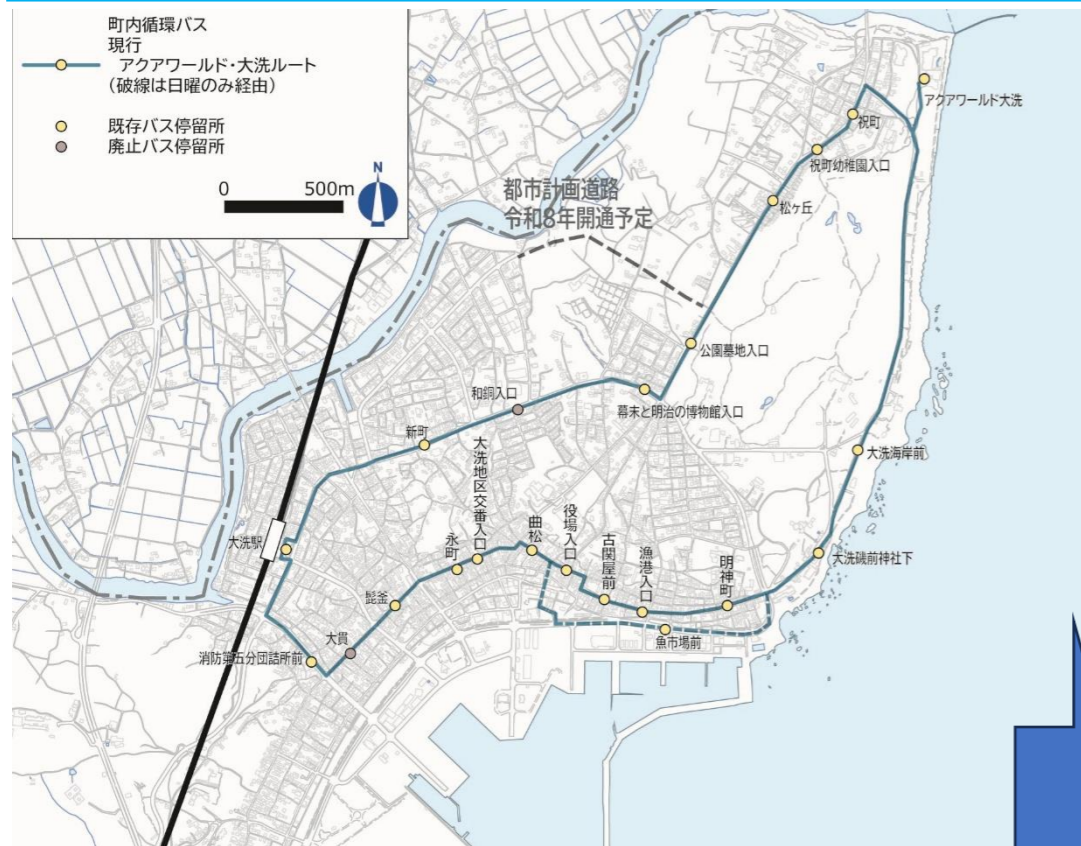 町内循環バス
現行
アクアワールド・大洗ルート
(破線は日曜のみ経由)
既存バス停留所
廃止バス停留所
0 500m
N
都市計画道路
令和8年開通予定
アクアワールド大洗
祝町
祝町幼稚園入口
松ヶ丘
公園墓地入口
幕末と明治の博物館入口
和銅入口
新町
大洗駅
消防第五分団詰所前
大貫
髭釜
永町
大洗地区交番入口
曲松
役場入口
古関屋前
漁港入口
明神町
魚市場前
大洗磯前神社下
大洗海岸前